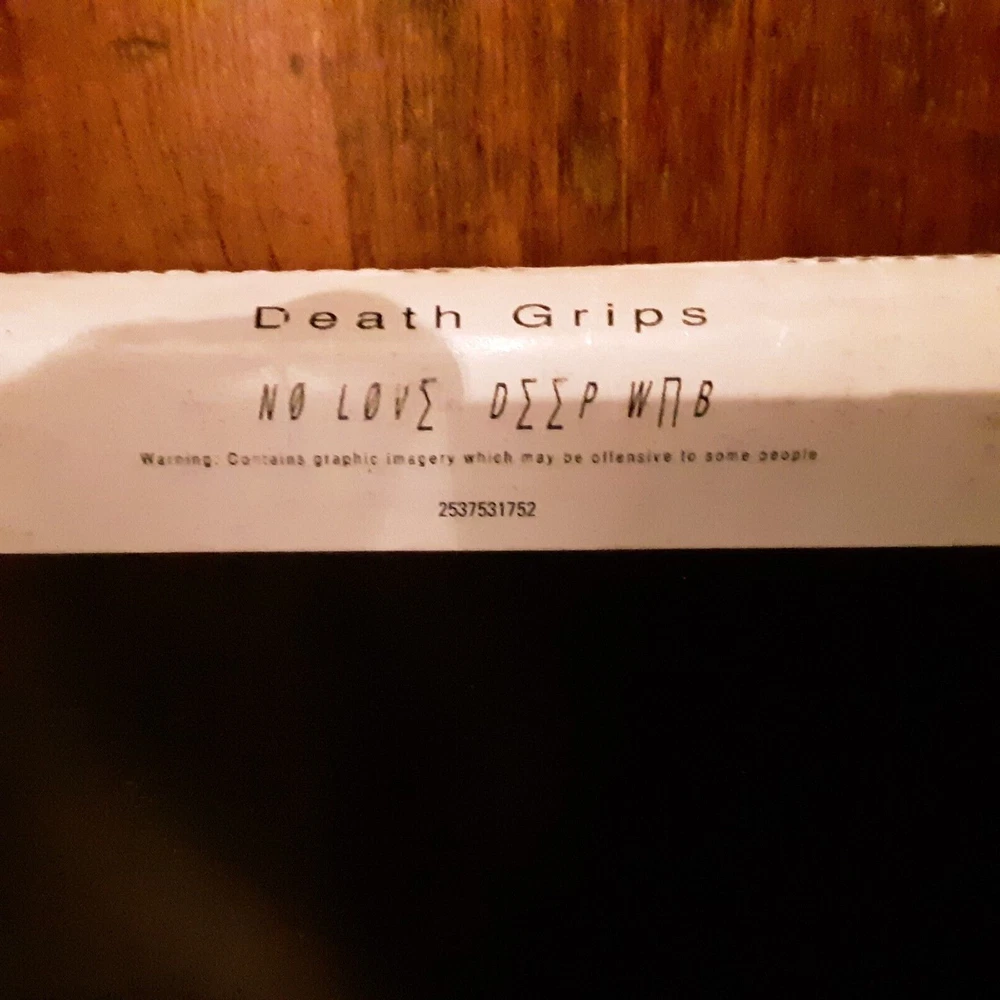 Death Grips
NØ LØVΣ DΣΣP WΠB
Warning: Contains graphic imagery which may be offensive to some people
2537531752